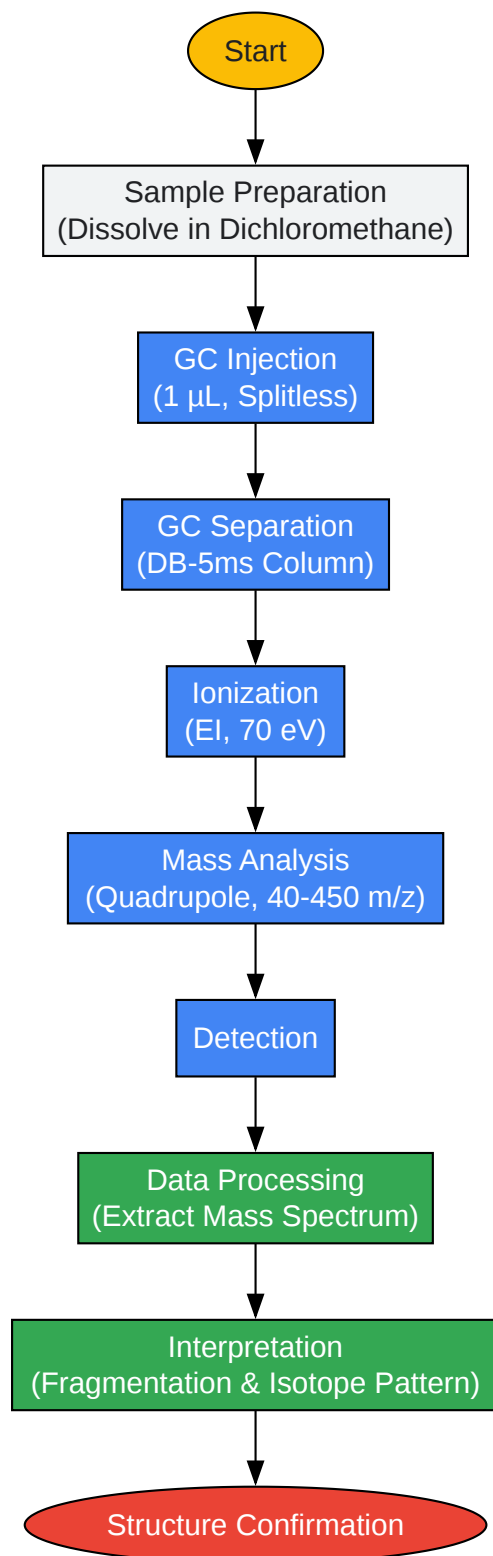 Start
Sample Preparation
(Dissolve in Dichloromethane)
GC Injection
(1 µL, Splitless)
GC Separation
(DB-5ms Column)
Ionization
(EI, 70 eV)
Mass Analysis
(Quadrupole, 40-450 m/z)
Detection
Data Processing
(Extract Mass Spectrum)
Interpretation
(Fragmentation & Isotope Pattern)
Structure Confirmation